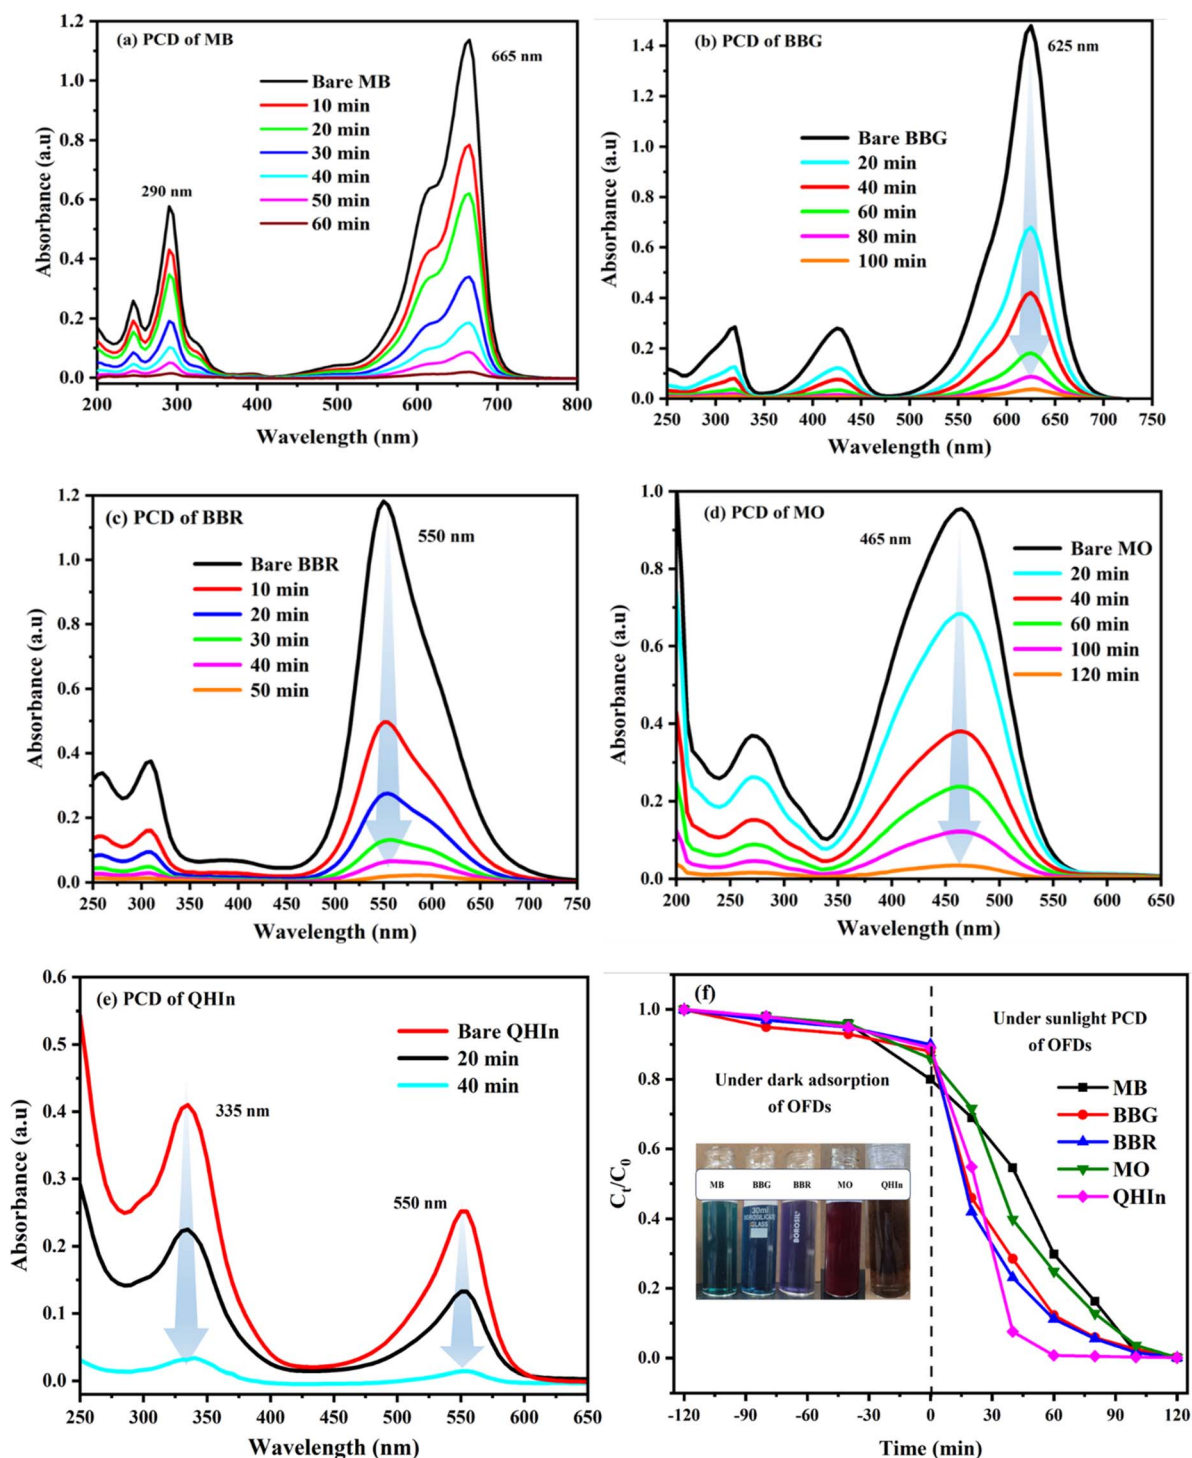 (a) PCD of MB
665 nm
290 nm
Bare MB
10 min
20 min
30 min
40 min
50 min
60 min
Absorbance (a.u)
1.2
1.0
0.8
0.6
0.4
0.2
0.0
200 300 400 500 600 700 800
Wavelength (nm)
(b) PCD of BBG
625 nm
Bare BBG
20 min
40 min
60 min
80 min
100 min
Absorbance (a.u)
1.4
1.2
1.0
0.8
0.6
0.4
0.2
0.0
250 300 350 400 450 500 550 600 650 700 750
Wavelength (nm)
(c) PCD of BBR
550 nm
Bare BBR
10 min
20 min
30 min
40 min
50 min
Absorbance (a.u)
1.2
1.0
0.8
0.6
0.4
0.2
0.0
250 300 350 400 450 500 550 600 650 700 750
Wavelength (nm)
(d) PCD of MO
465 nm
Bare MO
20 min
40 min
60 min
100 min
120 min
Absorbance (a.u)
1.0
0.8
0.6
0.4
0.2
0.0
200 250 300 350 400 450 500 550 600 650
Wavelength (nm)
(e) PCD of QHIn
335 nm
550 nm
Bare QHIn
20 min
40 min
Absorbance (a.u)
0.6
0.5
0.4
0.3
0.2
0.1
0.0
250 300 350 400 450 500 550 600 650
Wavelength (nm)
(f)
Under sunlight PCD
of OFDs
Under dark adsorption
of OFDs
MB
BBG
BBR
MO
QHIn
MB BBG BBR MO QHIn
30ml
BOROSILICATE
GLASS
BOROSIL
Ct/C0
1.0
0.8
0.6
0.4
0.2
0.0
-120 -90 -60 -30 0 30 60 90 120
Time (min)